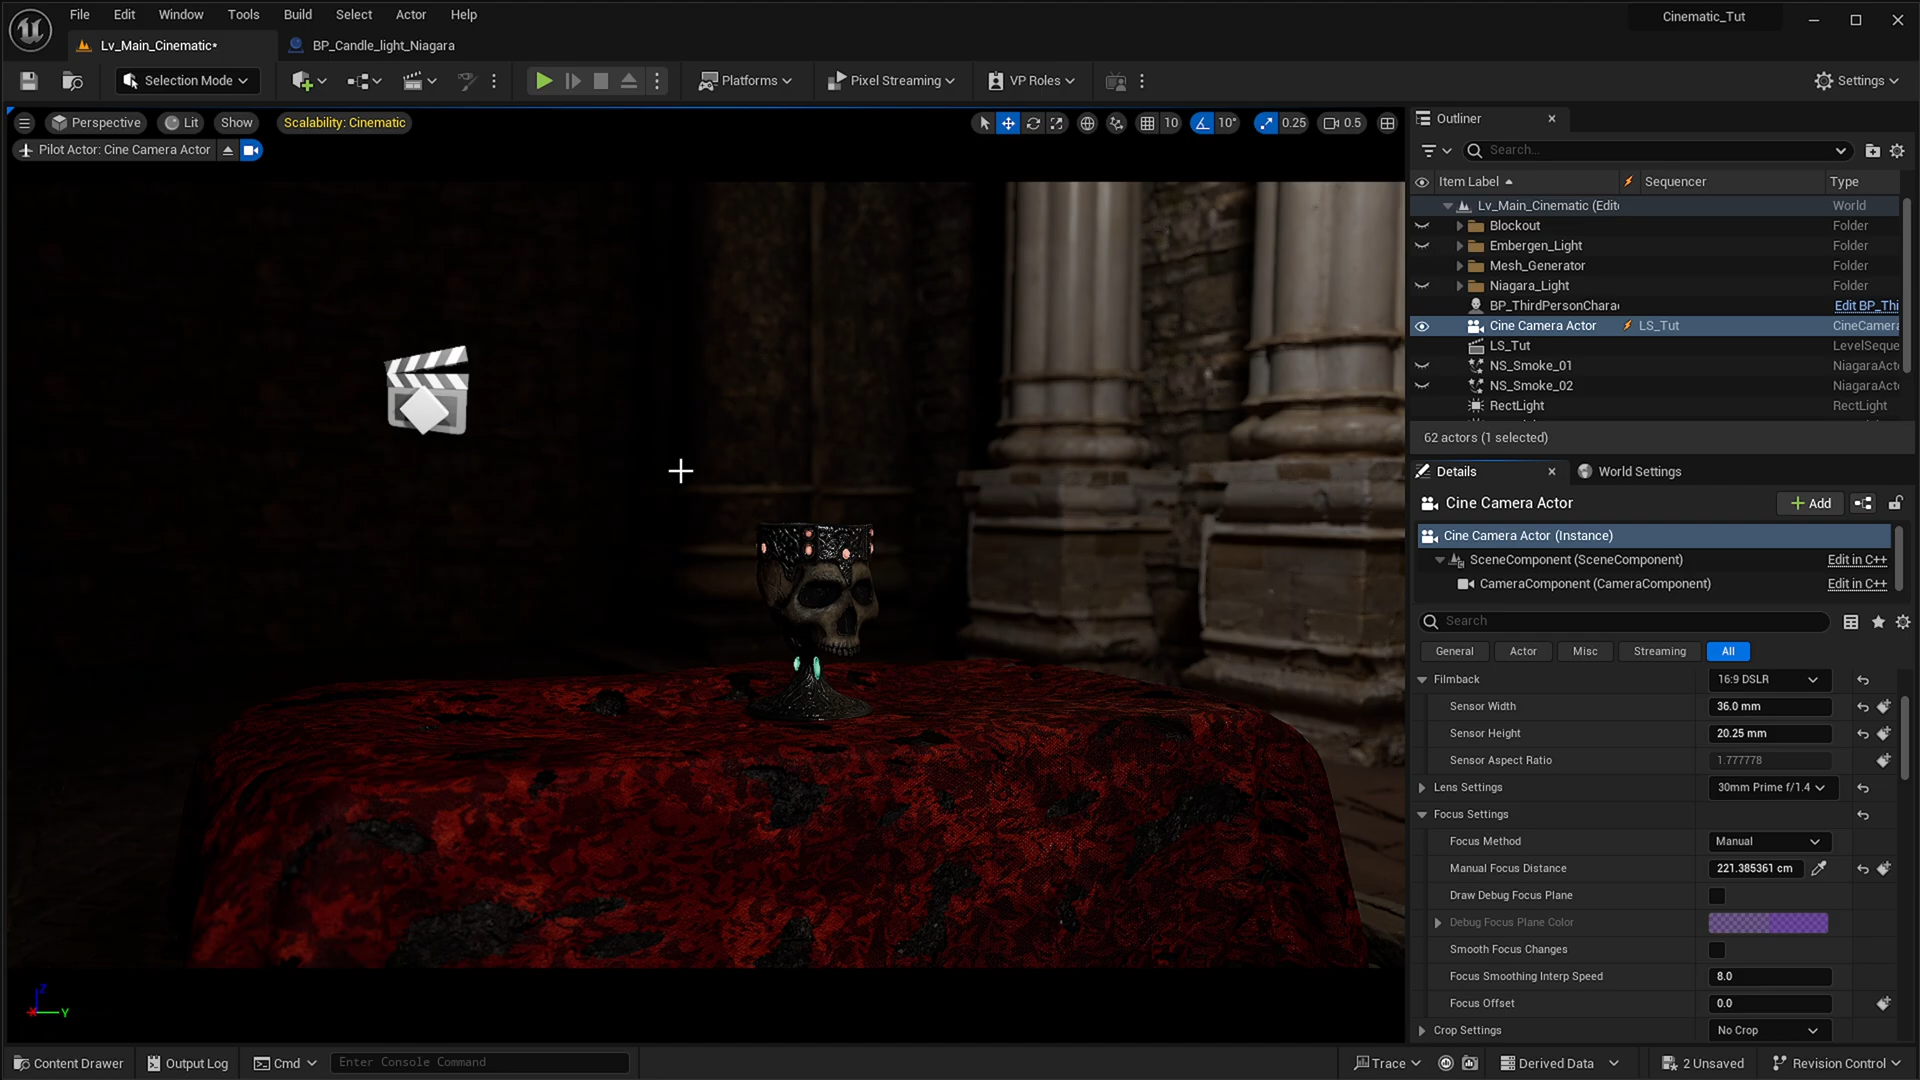 File Edit Window Tools Build Select Actor Help
Cinematic_Tut
Lv_Main_Cinematic*
BP_Candle_light_Niagara
Selection Mode
Platforms
Pixel Streaming
VP Roles
Settings
Perspective
Lit
Show
Scalability: Cinematic
10
10°
0.25
0.5
Pilot Actor: Cine Camera Actor
Outliner
Search...
Item Label
Sequencer
Type
Lv_Main_Cinematic (Edito
World
Blockout
Folder
Embergen_Light
Folder
Mesh_Generator
Folder
Niagara_Light
Folder
BP_ThirdPersonChara
Edit BP_Thi
Cine Camera Actor
LS_Tut
CineCamera
LS_Tut
LevelSeque
NS_Smoke_01
NiagaraActo
NS_Smoke_02
NiagaraActo
RectLight
RectLight
62 actors (1 selected)
Details
World Settings
Cine Camera Actor
Add
Cine Camera Actor (Instance)
SceneComponent (SceneComponent)
Edit in C++
CameraComponent (CameraComponent)
Edit in C++
Search
General
Actor
Misc
Streaming
All
Filmback
16:9 DSLR
Sensor Width
36.0 mm
Sensor Height
20.25 mm
Sensor Aspect Ratio
1.777778
Lens Settings
30mm Prime f/1.4
Focus Settings
Focus Method
Manual
Manual Focus Distance
221.385361 cm
Draw Debug Focus Plane
Debug Focus Plane Color
Smooth Focus Changes
Focus Smoothing Interp Speed
8.0
Focus Offset
0.0
Crop Settings
No Crop
Z
X
Y
Content Drawer
Output Log
Cmd
Enter Console Command
Trace
Derived Data
2 Unsaved
Revision Control